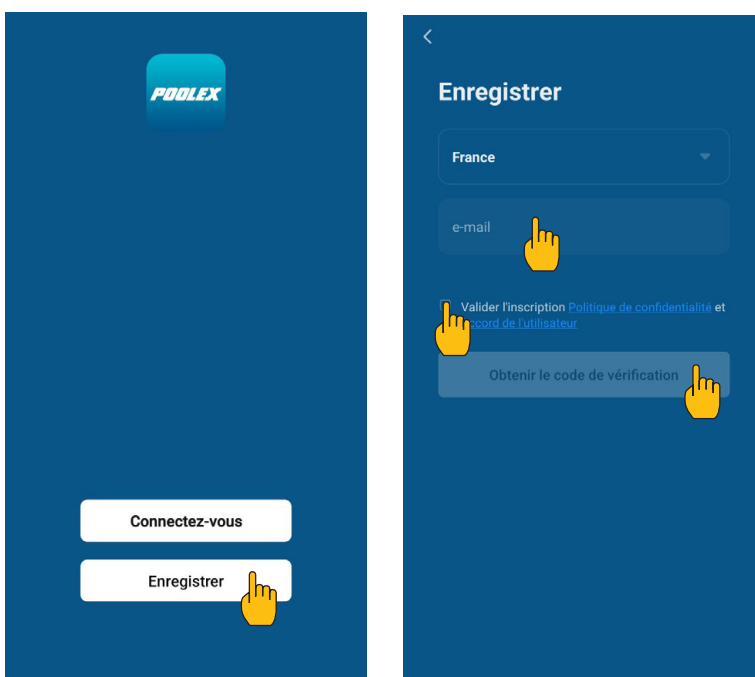 POOLEX
Connectez-vous
Enregistrer
Enregistrer
France
e-mail
Valider l'inscription Politique de confidentialité et
ccord de l'utilisateur
Obtenir le code de vérification